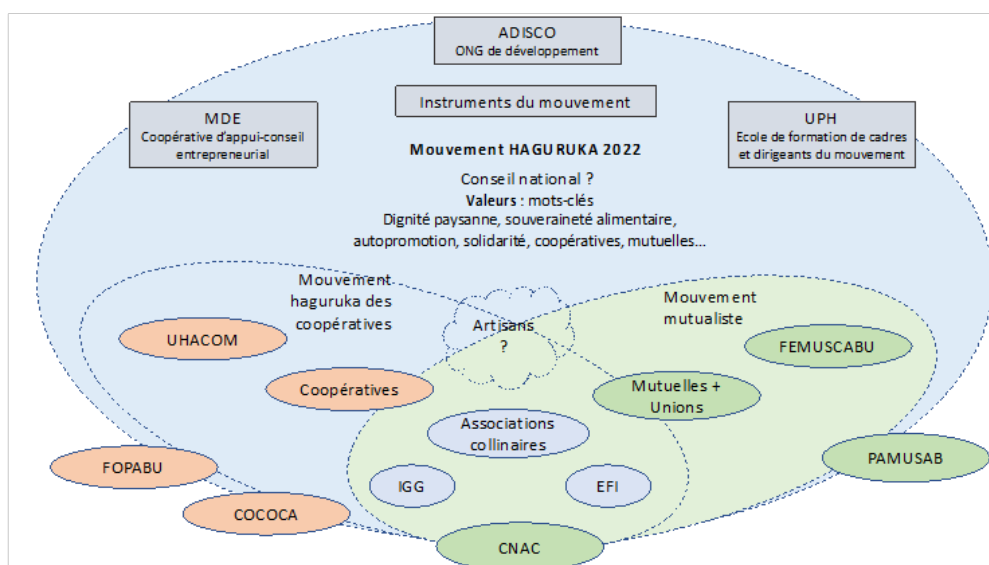 ADISCO
ONG de développement
Instruments du mouvement
MDE
Coopérative d'appui-conseil
entrepreneurial
UPH
Ecole de formation de cadres
et dirigeants du mouvement
Mouvement HAGURUKA 2022
Conseil national ?
Valeurs : mots-clés
Dignité paysanne, souveraineté alimentaire,
autopromotion, solidarité, coopératives, mutuelles...
Mouvement
haguruka des
coopératives
Artisans
?
Mouvement
mutualiste
UHACOM
FEMUSCABU
Coopératives
Mutuelles +
Unions
Associations
collinaires
FOPABU
PAMUSAB
IGG
EFI
COCOCA
CNAC